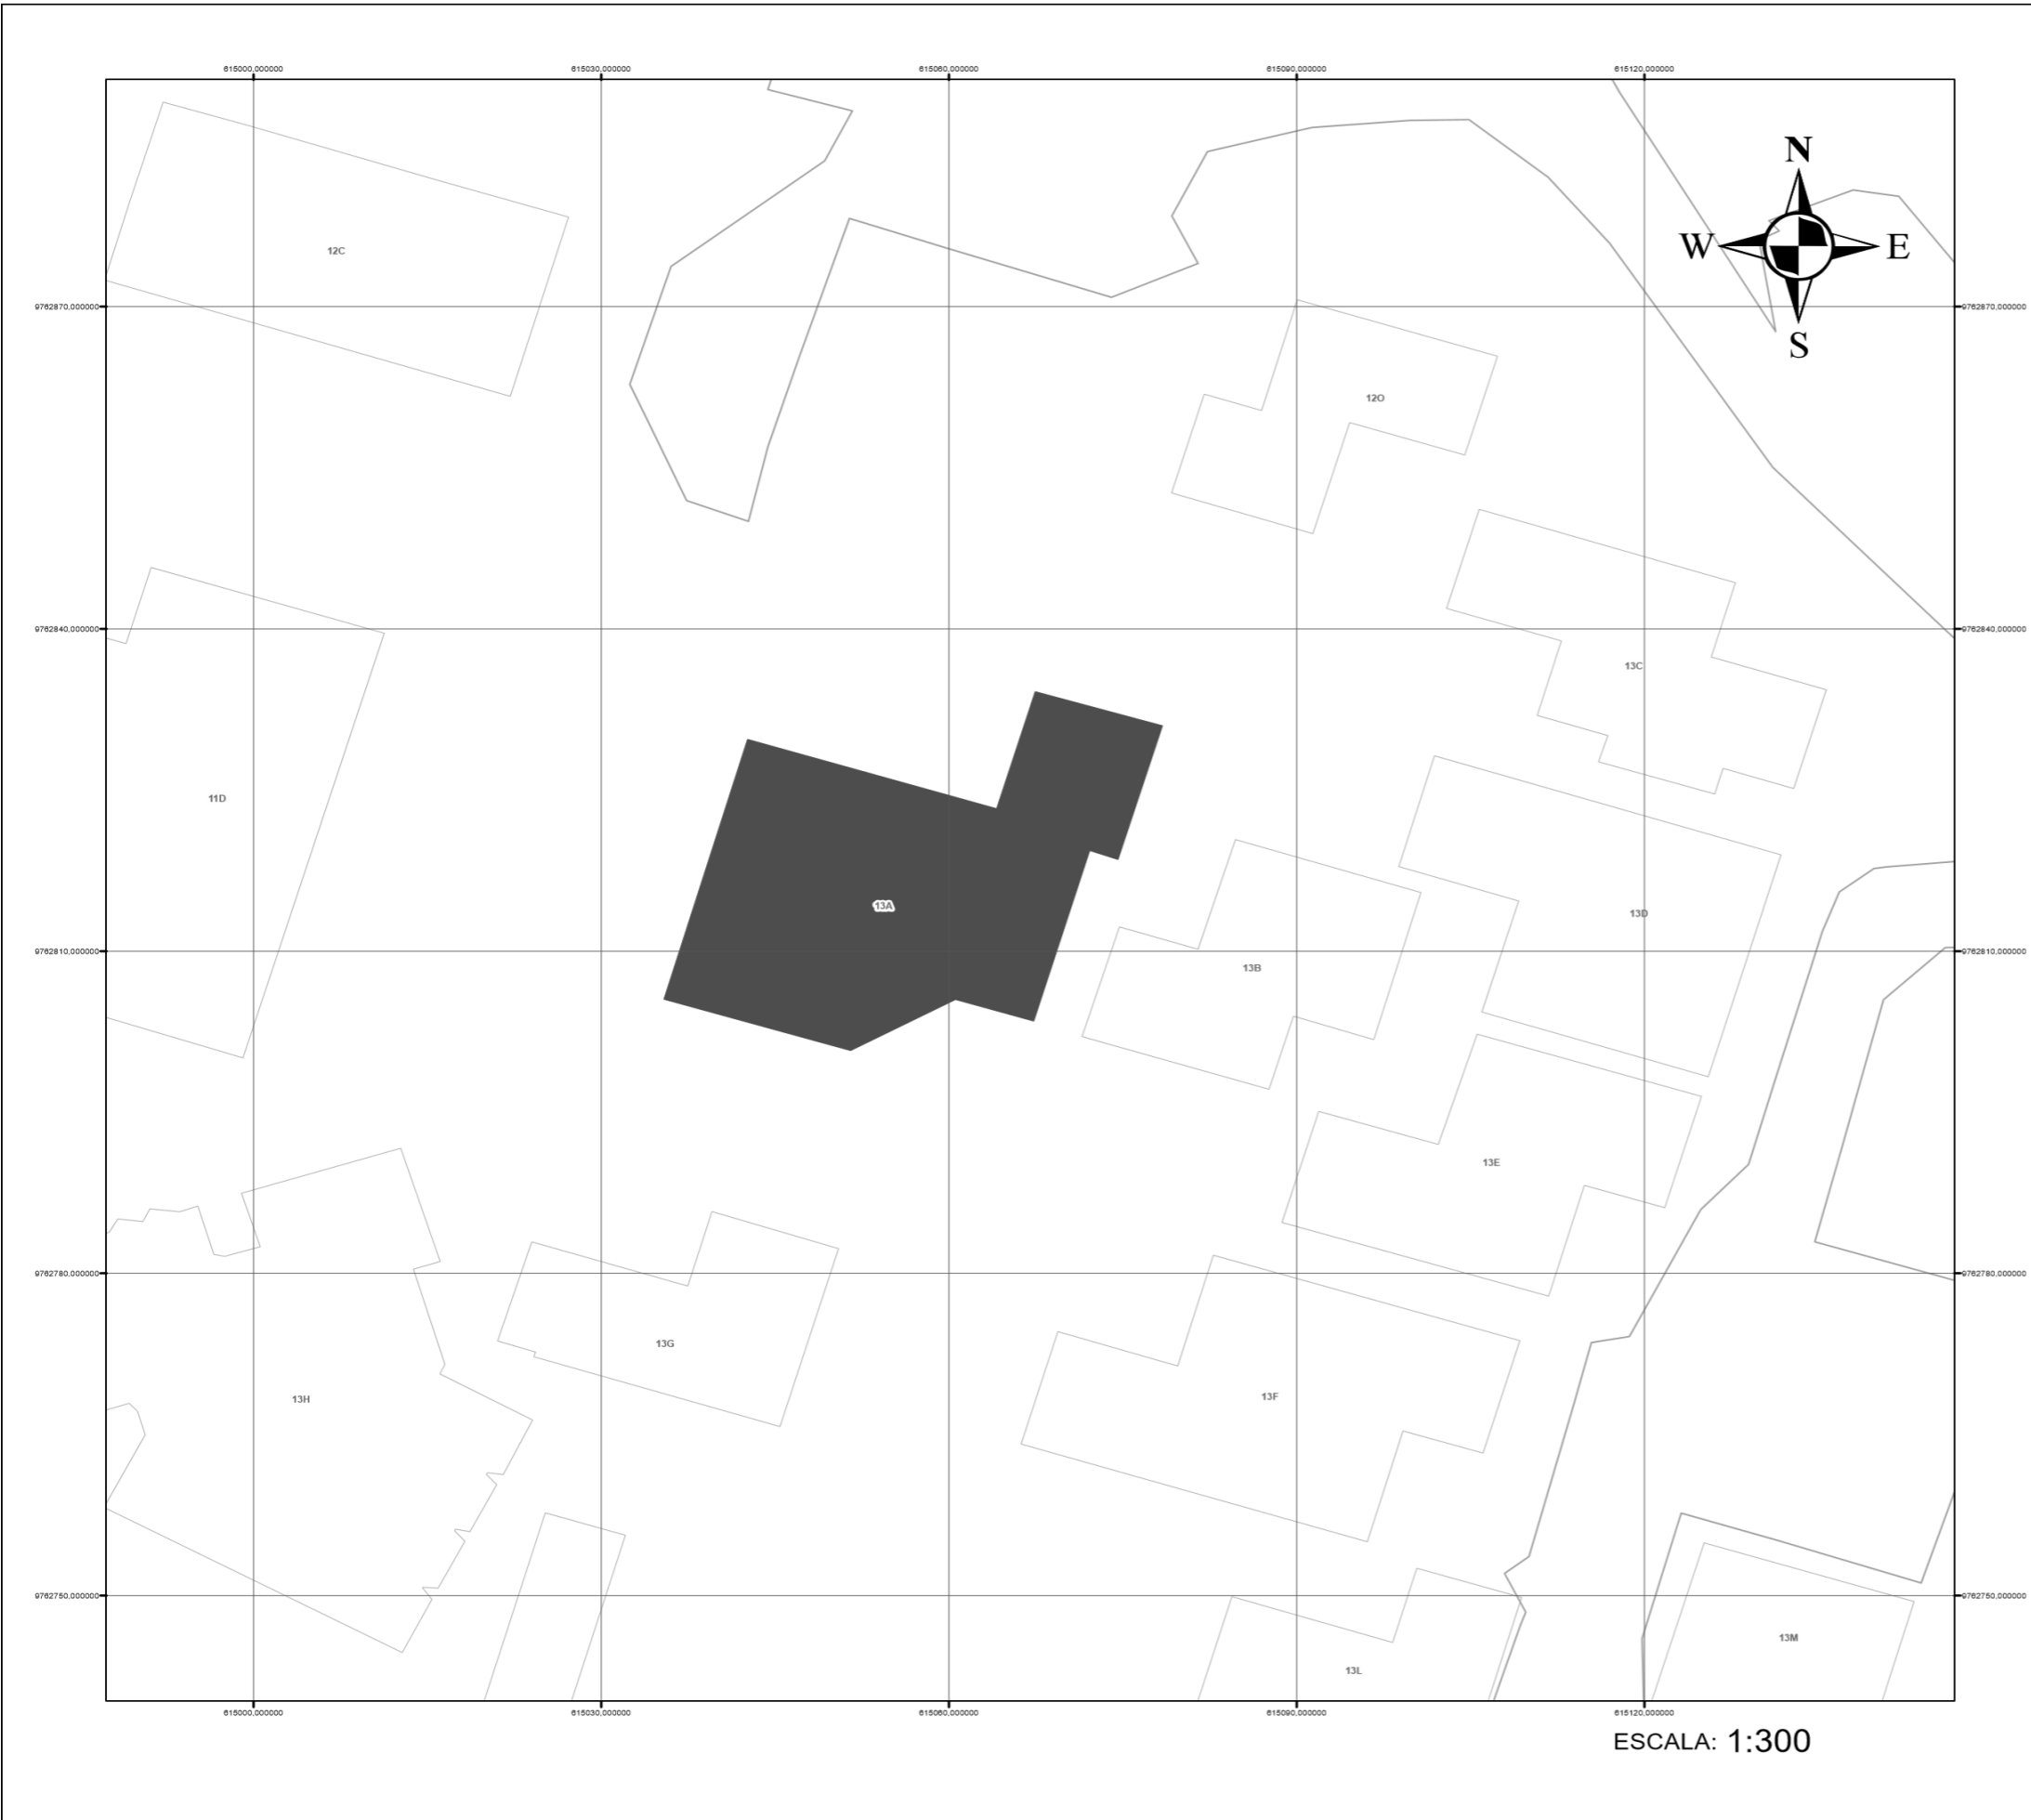 615000,000000 615030,000000 615060,000000 615090,000000 615120,000000
N
W E
S
12C
9762870,000000 9762870,000000
12O
9762840,000000 9762840,000000
13C
11D
13A
13D
9762810,000000 9762810,000000
13B
13E
9762780,000000 9762780,000000
13G
13F
13H
9762750,000000 9762750,000000
13M
13L
615000,000000 615030,000000 615060,000000 615090,000000 615120,000000
ESCALA: 1:300